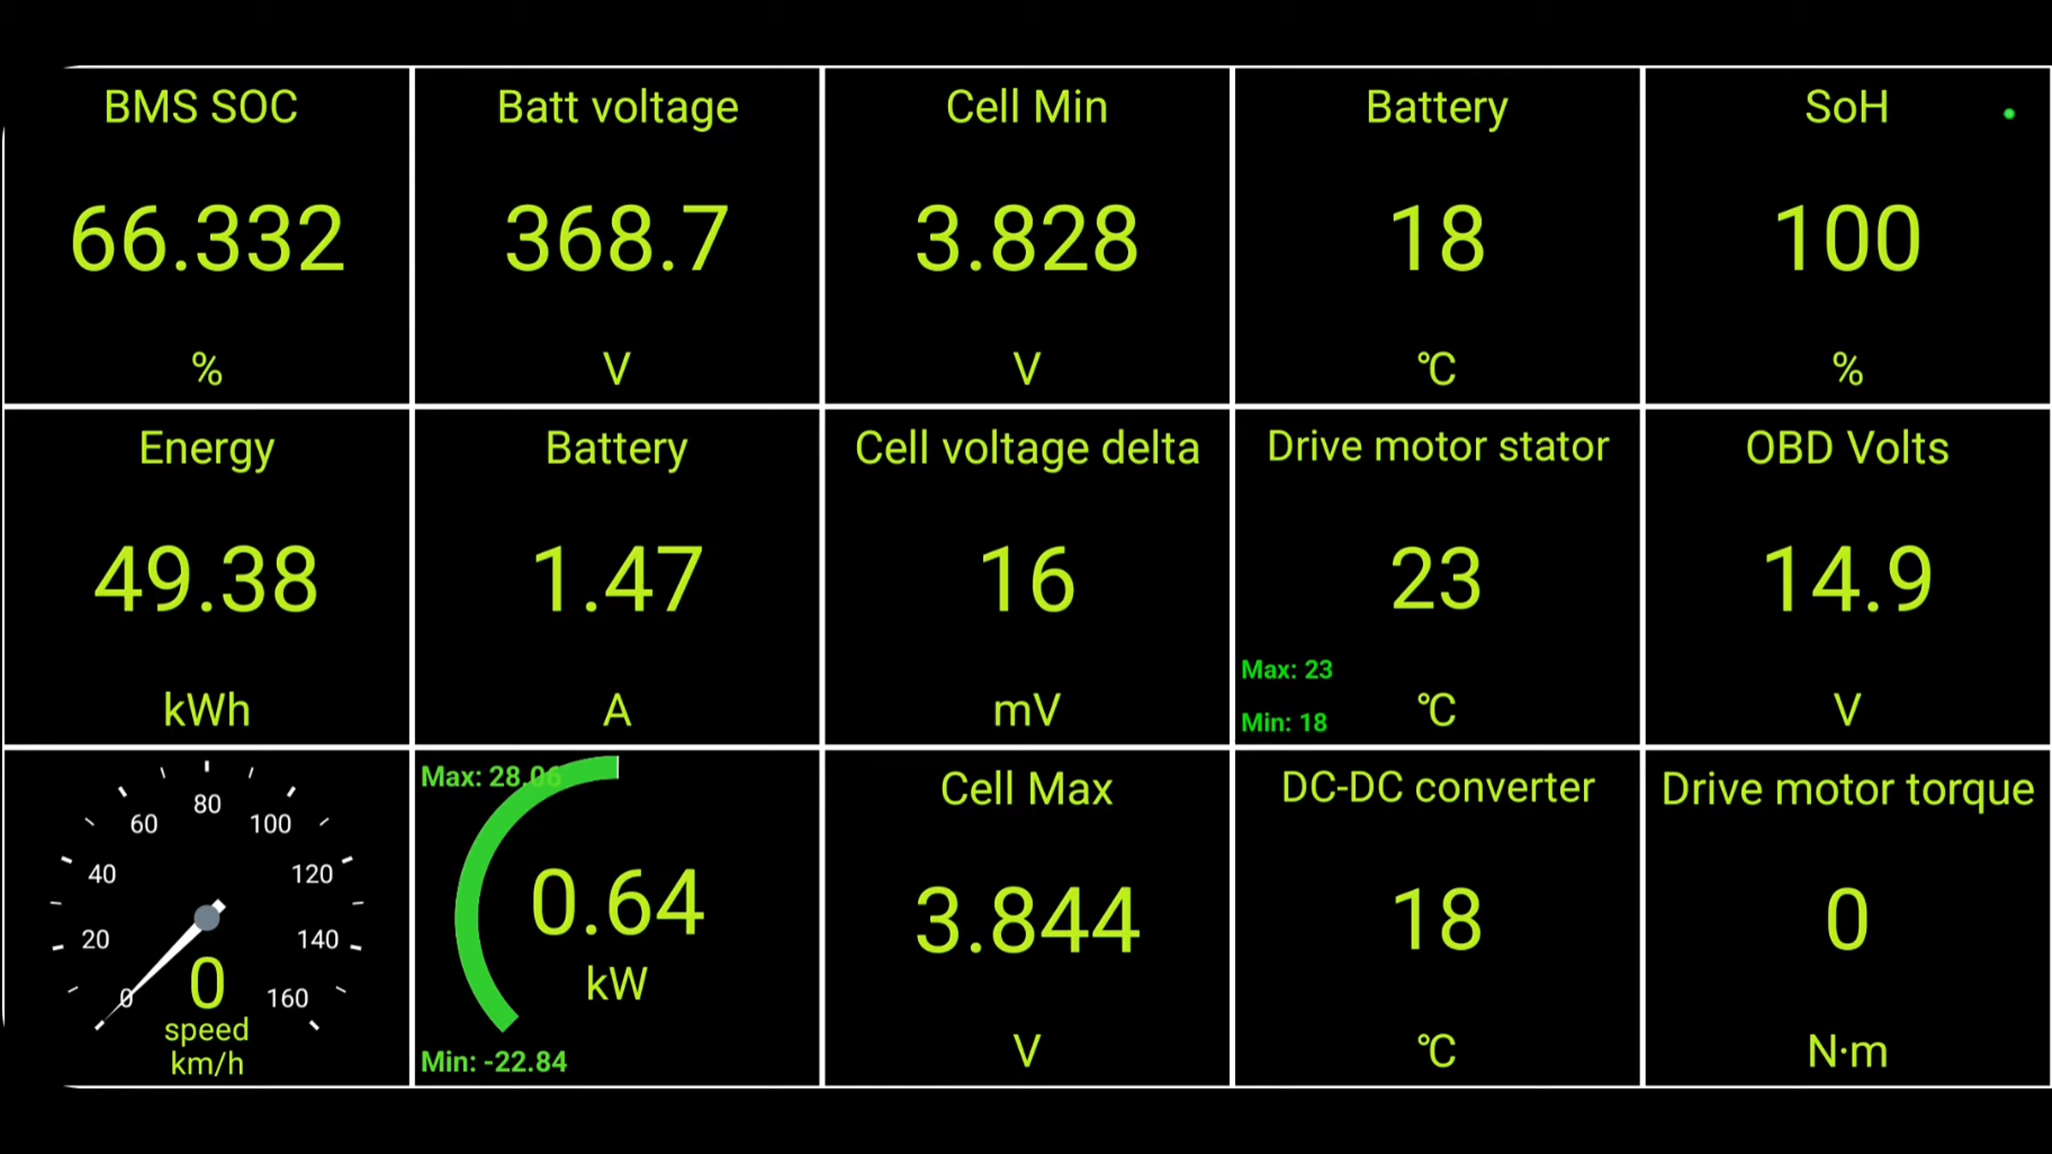 BMS SOC
66.332
%
Batt voltage
368.7
V
Cell Min
3.828
V
Battery
18
℃
SoH
100
%
Energy
49.38
kWh
Battery
1.47
A
Cell voltage delta
16
mV
Drive motor stator
23
Max: 23
Min: 18
℃
OBD Volts
14.9
V
80
60
100
40
120
20
140
0
160
0
speed
km/h
Max: 28.06
0.64
kW
Min: -22.84
Cell Max
3.844
V
DC-DC converter
18
℃
Drive motor torque
0
N·m